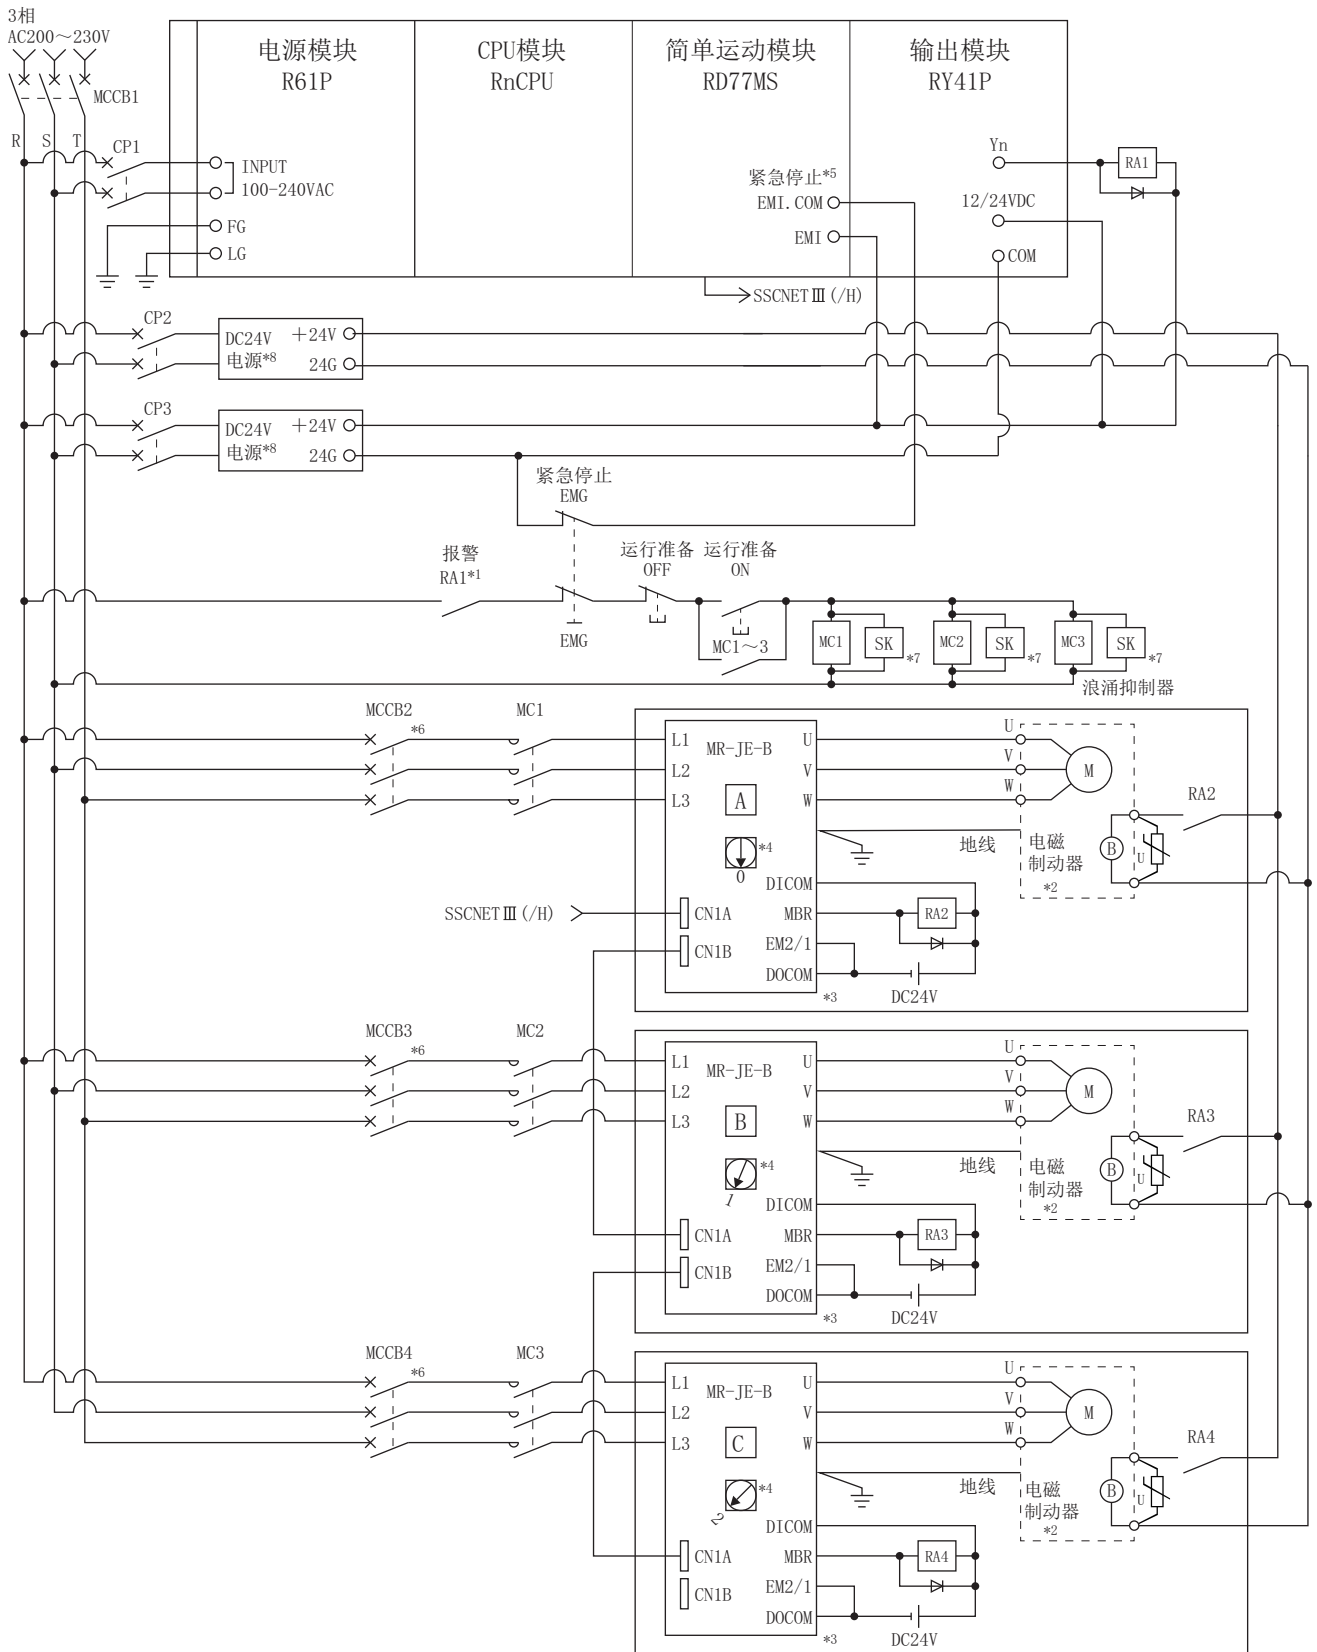 3相
AC200～230V
MCCB1
R S T
CP1
电源模块
R61P
CPU模块
RnCPU
简单运动模块
RD77MS
输出模块
RY41P
INPUT
100-240VAC
FG
LG
紧急停止*5
EMI.COM
EMI
Yn
12/24VDC
COM
RA1
SSCNETⅢ(/H)
CP2
DC24V
电源*8
＋24V
24G
CP3
DC24V
电源*8
＋24V
24G
紧急停止
EMG
报警
RA1*1
EMG
运行准备
OFF
运行准备
ON
MC1～3
MC1
SK
*7
MC2
SK
*7
MC3
SK
*7
浪涌抑制器
MCCB2
*6
MC1
L1
L2
L3
MR-JE-B
A
*4
0
U
V
W
U
V
W
M
地线
电磁
制动器
*2
B
U
RA2
DICOM
MBR
EM2/1
DOCOM
RA2
DC24V
*3
SSCNETⅢ(/H)
CN1A
CN1B
MCCB3
*6
MC2
L1
L2
L3
MR-JE-B
B
*4
1
U
V
W
U
V
W
M
地线
电磁
制动器
*2
B
U
RA3
DICOM
MBR
EM2/1
DOCOM
RA3
DC24V
*3
CN1A
CN1B
MCCB4
*6
MC3
L1
L2
L3
MR-JE-B
C
*4
2
U
V
W
U
V
W
M
地线
电磁
制动器
*2
B
U
RA4
DICOM
MBR
EM2/1
DOCOM
RA4
DC24V
*3
CN1A
CN1B